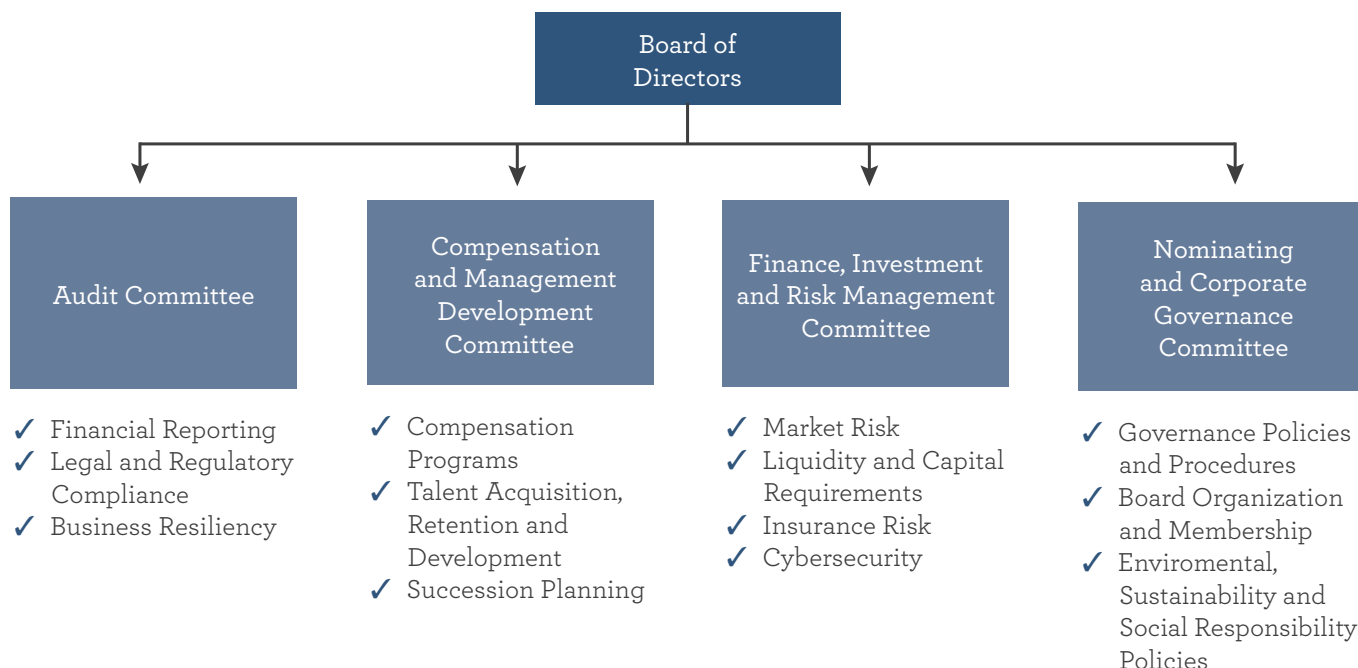 Board of
Directors
Audit Committee
Compensation
and Management
Development
Committee
Finance, Investment
and Risk Management
Committee
Nominating
and Corporate
Governance
Committee
✓ Financial Reporting
✓ Legal and Regulatory
Compliance
✓ Business Resiliency
✓ Compensation
Programs
✓ Talent Acquisition,
Retention and
Development
✓ Succession Planning
✓ Market Risk
✓ Liquidity and Capital
Requirements
✓ Insurance Risk
✓ Cybersecurity
✓ Governance Policies
and Procedures
✓ Board Organization
and Membership
✓ Enviromental,
Sustainability and
Social Responsibility
Policies